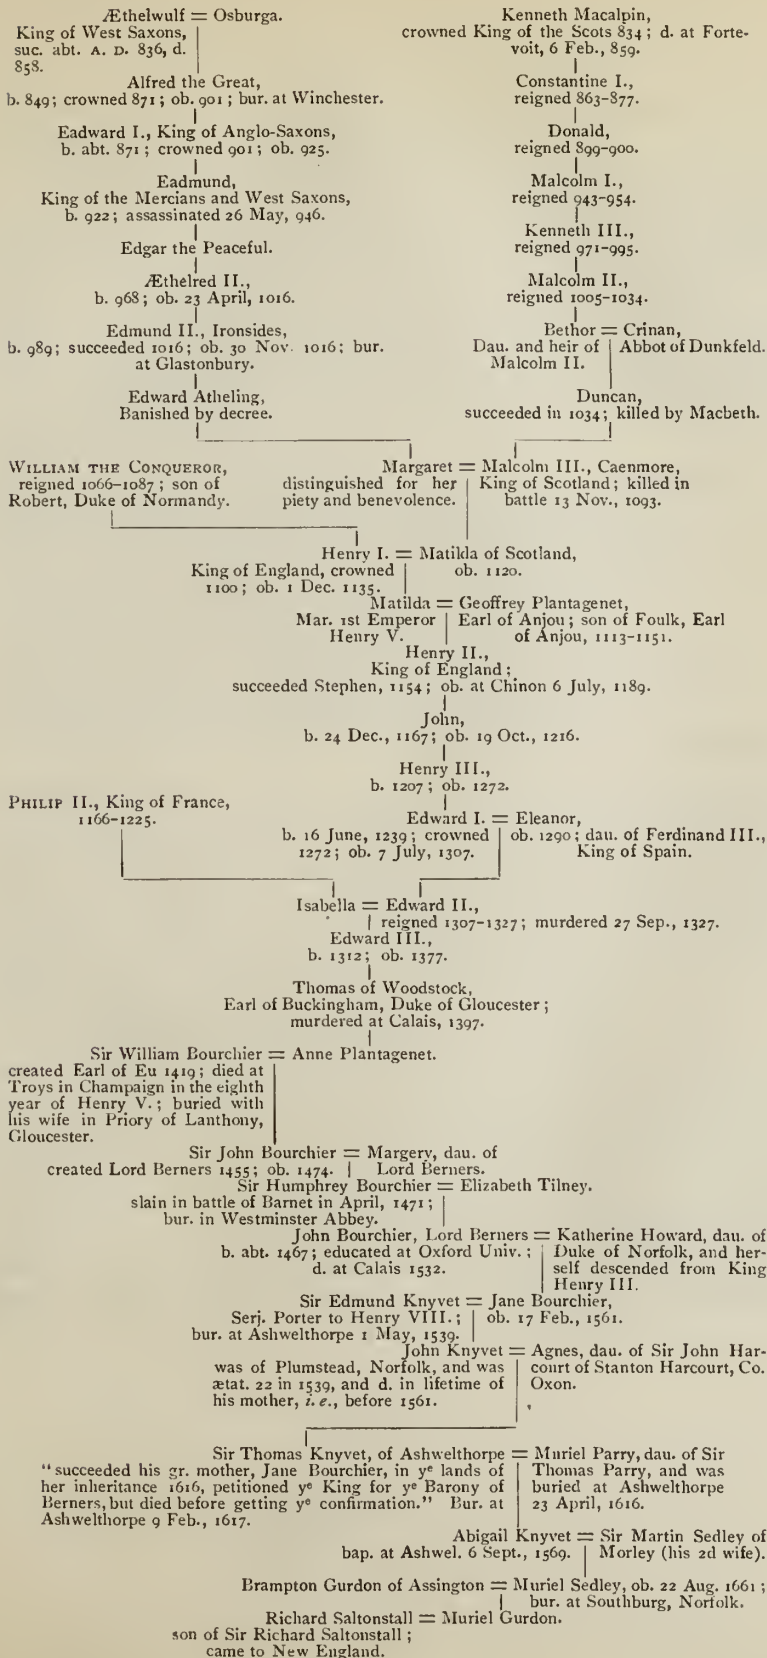 Æthelwulf = Osburga.
King of West Saxons,
suc. abt. A. D. 836, d.
858.
Alfred the Great,
b. 849; crowned 871; ob. 901; bur. at Winchester.
Eadward I., King of Anglo-Saxons,
b. abt. 871; crowned 901; ob. 925.
Eadmund,
King of the Mercians and West Saxons,
b. 922; assassinated 26 May, 946.
Edgar the Peaceful.
Æthelred II.,
b. 968; ob. 23 April, 1016.
Edmund II., Ironsides,
b. 989; succeeded 1016; ob. 30 Nov. 1016; bur.
at Glastonbury.
Edward Atheling,
Banished by decree.
Kenneth Macalpin,
crowned King of the Scots 834; d. at Forte-
voit, 6 Feb., 859.
Constantine I.,
reigned 863-877.
Donald,
reigned 899-900.
Malcolm I.,
reigned 943-954.
Kenneth III.,
reigned 971-995.
Malcolm II.,
reigned 1005-1034.
Bethor = Crinan,
Dau. and heir of Abbot of Dunkfeld.
Malcolm II.
Duncan,
succeeded in 1034; killed by Macbeth.
WILLIAM THE CONQUEROR,
reigned 1066-1087; son of
Robert, Duke of Normandy.
Margaret = Malcolm III., Caenmore,
distinguished for her King of Scotland; killed in
piety and benevolence. battle 13 Nov., 1093.
Henry I. = Matilda of Scotland,
King of England, crowned ob. 1120.
1100; ob. 1 Dec. 1135.
Matilda = Geoffrey Plantagenet,
Mar. 1st Emperor Earl of Anjou; son of Foulk, Earl
Henry V. of Anjou, 1113-1151.
Henry II.,
King of England;
succeeded Stephen, 1154; ob. at Chinon 6 July, 1189.
John,
b. 24 Dec., 1167; ob. 19 Oct., 1216.
Henry III.,
b. 1207; ob. 1272.
PHILIP II., King of France,
1166-1225.
Edward I. = Eleanor,
b. 16 June, 1239; crowned ob. 1290; dau. of Ferdinand III.,
1272; ob. 7 July, 1307. King of Spain.
Isabella = Edward II.,
reigned 1307-1327; murdered 27 Sep., 1327.
Edward III.,
b. 1312; ob. 1377.
Thomas of Woodstock,
Earl of Buckingham, Duke of Gloucester;
murdered at Calais, 1397.
Sir William Bourchier = Anne Plantagenet.
created Earl of Eu 1419; died at
Troys in Champaign in the eighth
year of Henry V.; buried with
his wife in Priory of Lanthony,
Gloucester.
Sir John Bourchier = Margery, dau. of
created Lord Berners 1455; ob. 1474. Lord Berners.
Sir Humphrey Bourchier = Elizabeth Tilney.
slain in battle of Barnet in April, 1471;
bur. in Westminster Abbey.
John Bourchier, Lord Berners = Katherine Howard, dau. of
b. abt. 1467; educated at Oxford Univ.; Duke of Norfolk, and her-
d. at Calais 1532. self descended from King
Henry III.
Sir Edmund Knyvet = Jane Bourchier,
Serj. Porter to Henry VIII.; ob. 17 Feb., 1561.
bur. at Ashwelthorpe 1 May, 1539.
John Knyvet = Agnes, dau. of Sir John Har-
was of Plumstead, Norfolk, and was court of Stanton Harcourt, Co.
ætat. 22 in 1539, and d. in lifetime of Oxon.
his mother, i. e., before 1561.
Sir Thomas Knyvet, of Ashwelthorpe = Muriel Parry, dau. of Sir
"succeeded his gr. mother, Jane Bourchier, in yᵉ lands of Thomas Parry, and was
her inheritance 1616, petitioned yᵉ King for yᵉ Barony of buried at Ashwelthorpe
Berners, but died before getting yᵉ confirmation." Bur. at 23 April, 1616.
Ashwelthorpe 9 Feb., 1617.
Abigail Knyvet = Sir Martin Sedley of
bap. at Ashwel. 6 Sept., 1569. Morley (his 2d wife).
Brampton Gurdon of Assington = Muriel Sedley, ob. 22 Aug. 1661;
bur. at Southburg, Norfolk.
Richard Saltonstall = Muriel Gurdon.
son of Sir Richard Saltonstall;
came to New England.